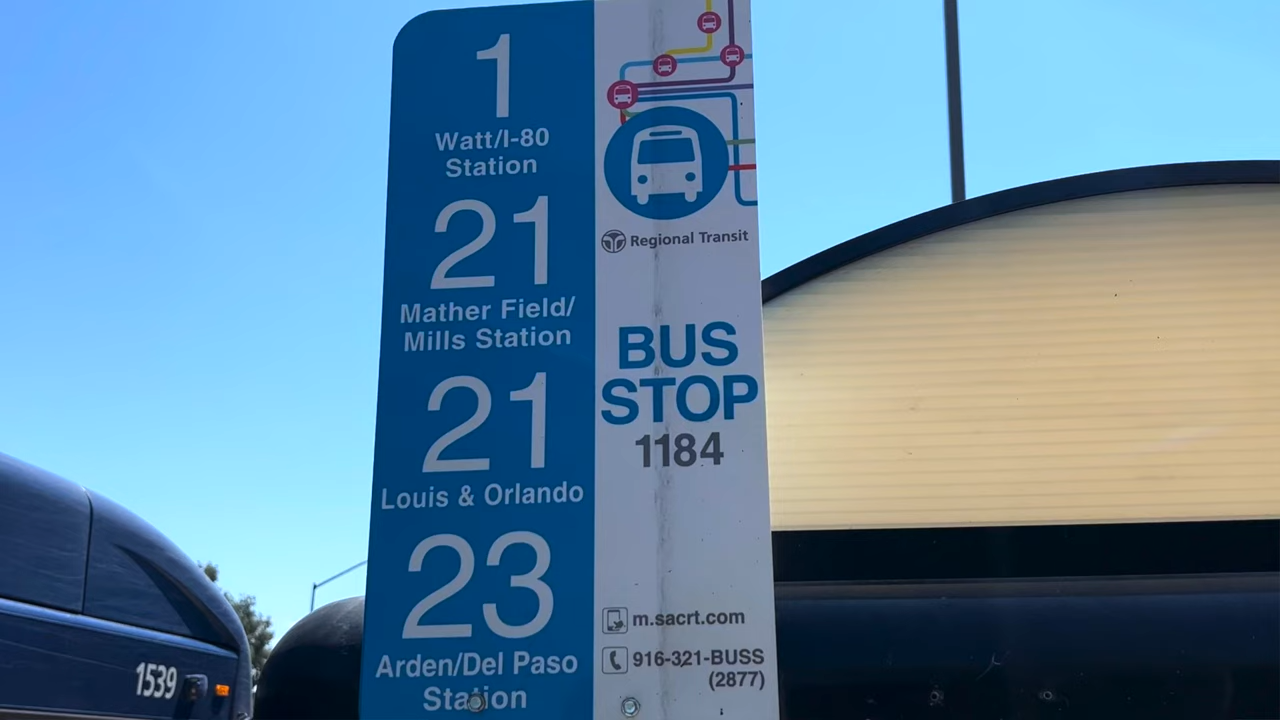 1
Watt/I-80
Station
21
Mather Field/
Mills Station
21
Louis & Orlando
23
Arden/Del Paso
Station
Regional Transit
BUS
STOP
1184
m.sacrt.com
916-321-BUSS
(2877)
1539